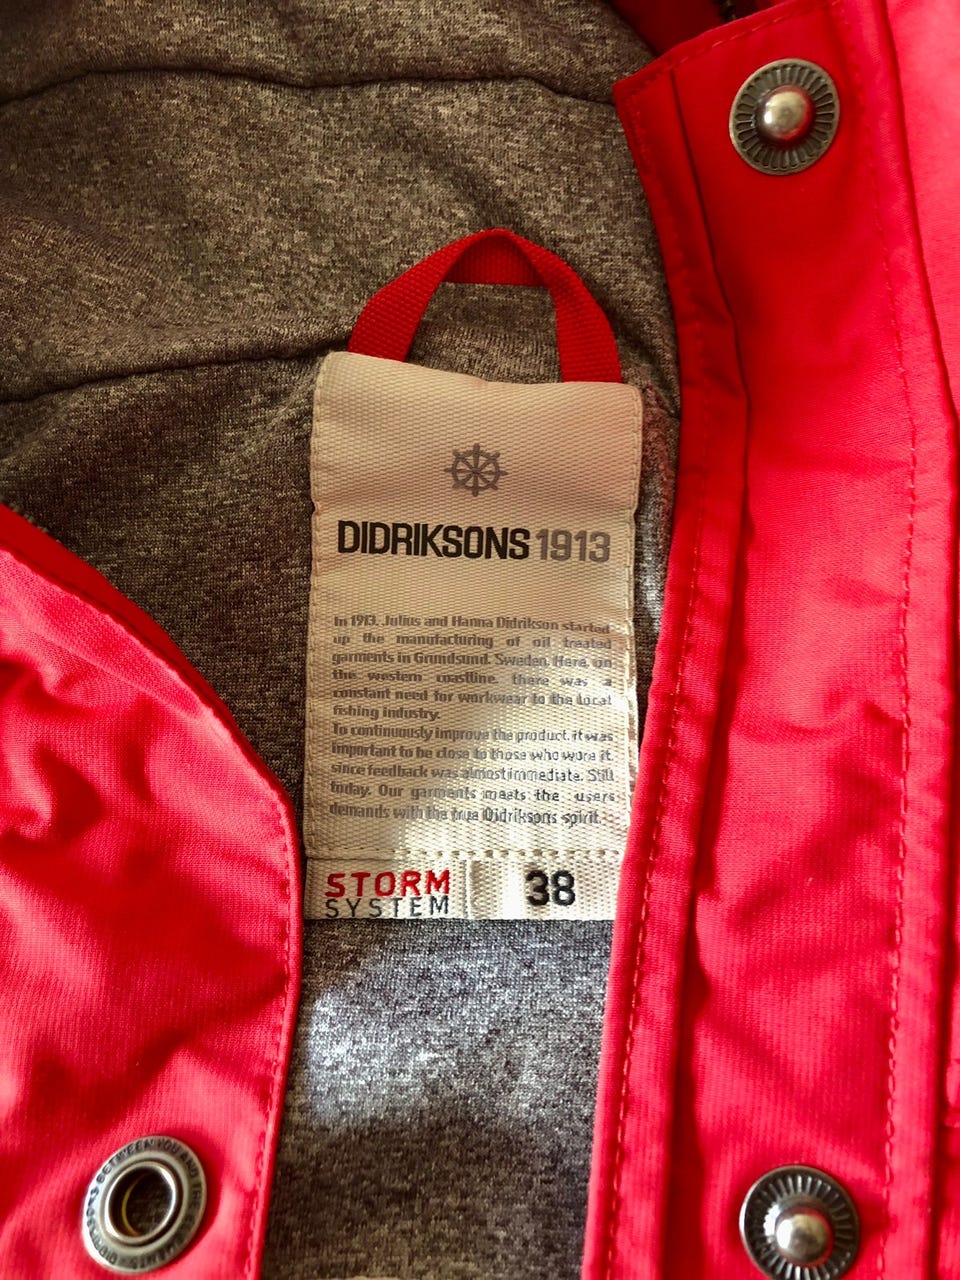 DIDRIKSONS 1913
In 1913, Julius and Hanna Didrikson started
up the manufacturing of oil treated
garments in Grundsund, Sweden. Here, on
the western coastline, there was a
constant need for workwear to the local
fishing industry.
To continuously improve the product, it was
important to be close to those who wore it,
since feedback was almost immediate. Still
today. Our garments meets the users
demands with the true Didriksons spirit.
STORM
SYSTEM
38
BETWEEN YOU AND